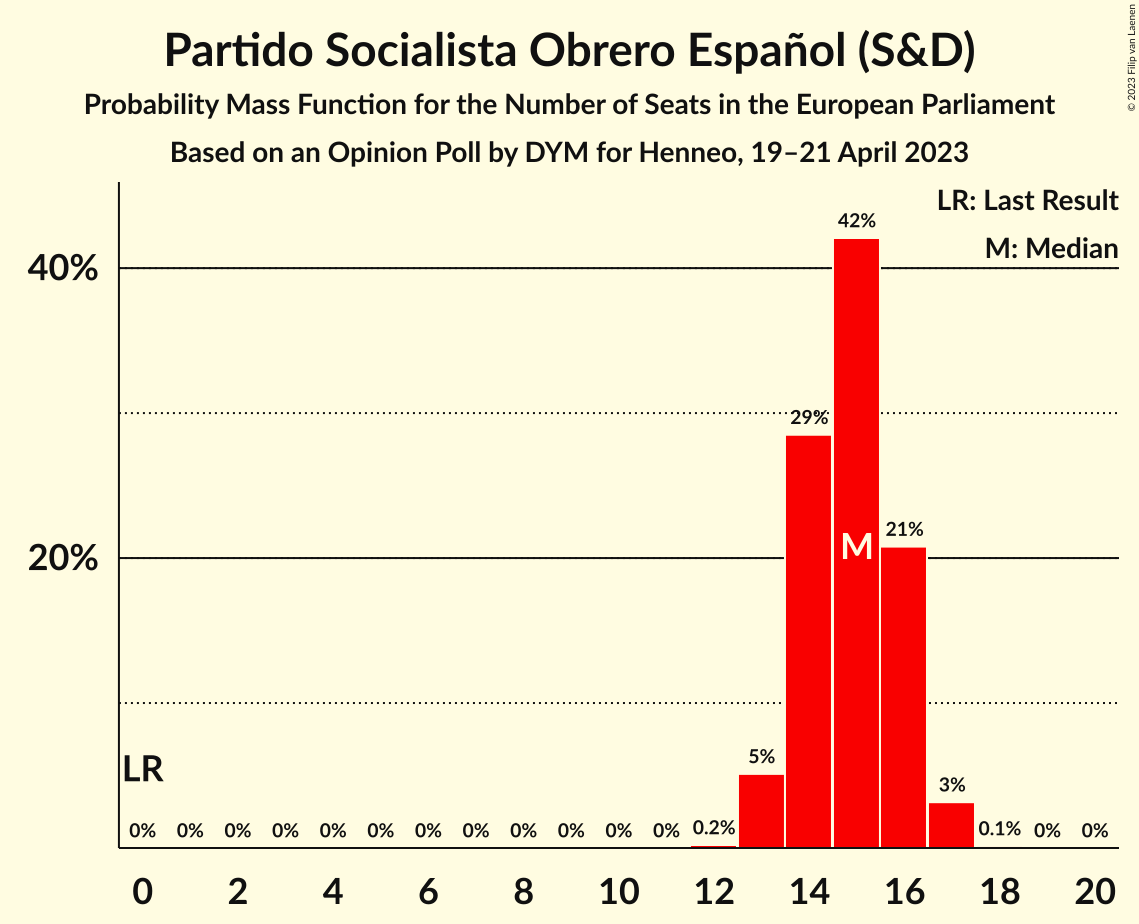 Partido Socialista Obrero Español (S&D)
Probability Mass Function for the Number of Seats in the European Parliament
Based on an Opinion Poll by DYM for Henneo, 19–21 April 2023
© 2023 Filip van Laenen
LR: Last Result
M: Median
42%
40%
29%
21%
M
20%
5%
LR
3%
0% 0% 0% 0% 0% 0% 0% 0% 0% 0% 0% 0% 0.2% 0.1% 0% 0%
0 2 4 6 8 10 12 14 16 18 20